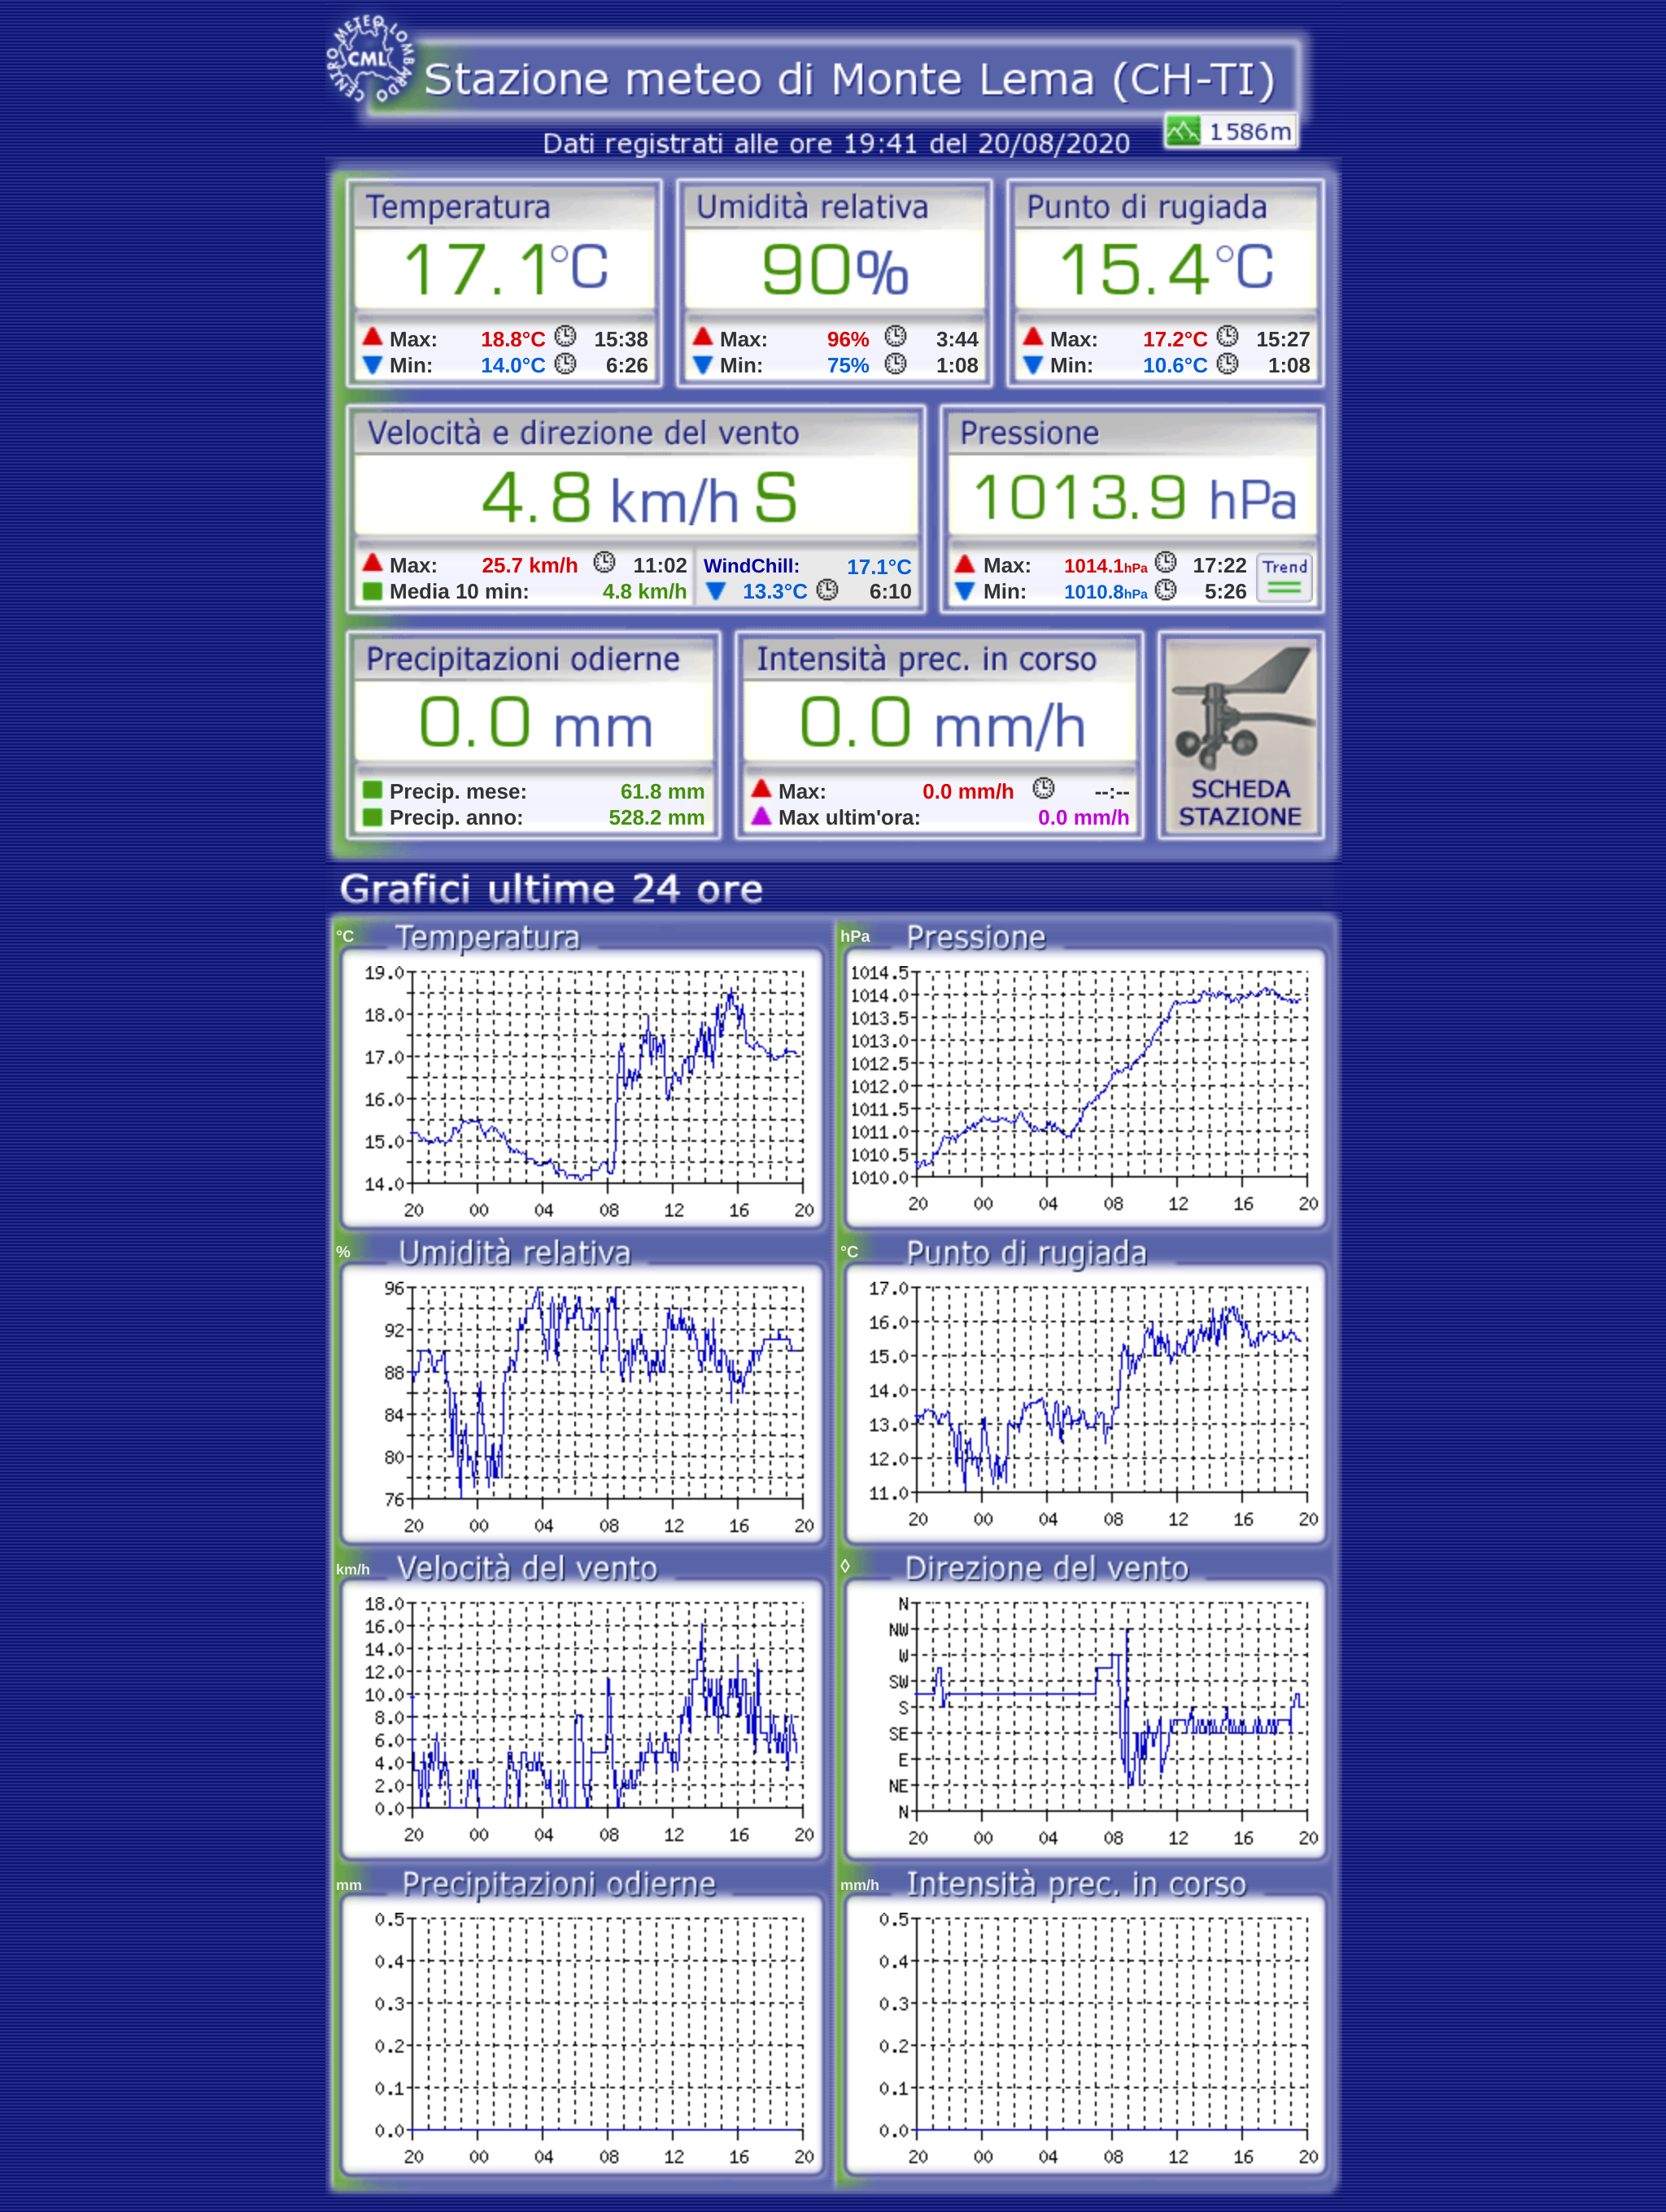 CENTRO METEO LOMBARDO
CML
Stazione meteo di Monte Lema (CH-TI)
Dati registrati alle ore 19:41 del 20/08/2020
1586m
Temperatura
17.1°C
Max: 18.8°C 15:38
Min: 14.0°C 6:26
Umidità relativa
90%
Max: 96% 3:44
Min: 75% 1:08
Punto di rugiada
15.4°C
Max: 17.2°C 15:27
Min: 10.6°C 1:08
Velocità e direzione del vento
4.8 km/h S
Max: 25.7 km/h 11:02
Media 10 min: 4.8 km/h
WindChill: 17.1°C
13.3°C 6:10
Pressione
1013.9 hPa
Max: 1014.1hPa 17:22
Min: 1010.8hPa 5:26
Trend
Precipitazioni odierne
0.0 mm
Precip. mese: 61.8 mm
Precip. anno: 528.2 mm
Intensità prec. in corso
0.0 mm/h
Max: 0.0 mm/h --:--
Max ultim'ora: 0.0 mm/h
SCHEDA
STAZIONE
Grafici ultime 24 ore
°C Temperatura
19.0
18.0
17.0
16.0
15.0
14.0
20 00 04 08 12 16 20
hPa Pressione
1014.5
1014.0
1013.5
1013.0
1012.5
1012.0
1011.5
1011.0
1010.5
1010.0
20 00 04 08 12 16 20
% Umidità relativa
96
92
88
84
80
76
20 00 04 08 12 16 20
°C Punto di rugiada
17.0
16.0
15.0
14.0
13.0
12.0
11.0
20 00 04 08 12 16 20
km/h Velocità del vento
18.0
16.0
14.0
12.0
10.0
8.0
6.0
4.0
2.0
0.0
20 00 04 08 12 16 20
◊ Direzione del vento
N
NW
W
SW
S
SE
E
NE
N
20 00 04 08 12 16 20
mm Precipitazioni odierne
0.5
0.4
0.3
0.2
0.1
0.0
20 00 04 08 12 16 20
mm/h Intensità prec. in corso
0.5
0.4
0.3
0.2
0.1
0.0
20 00 04 08 12 16 20